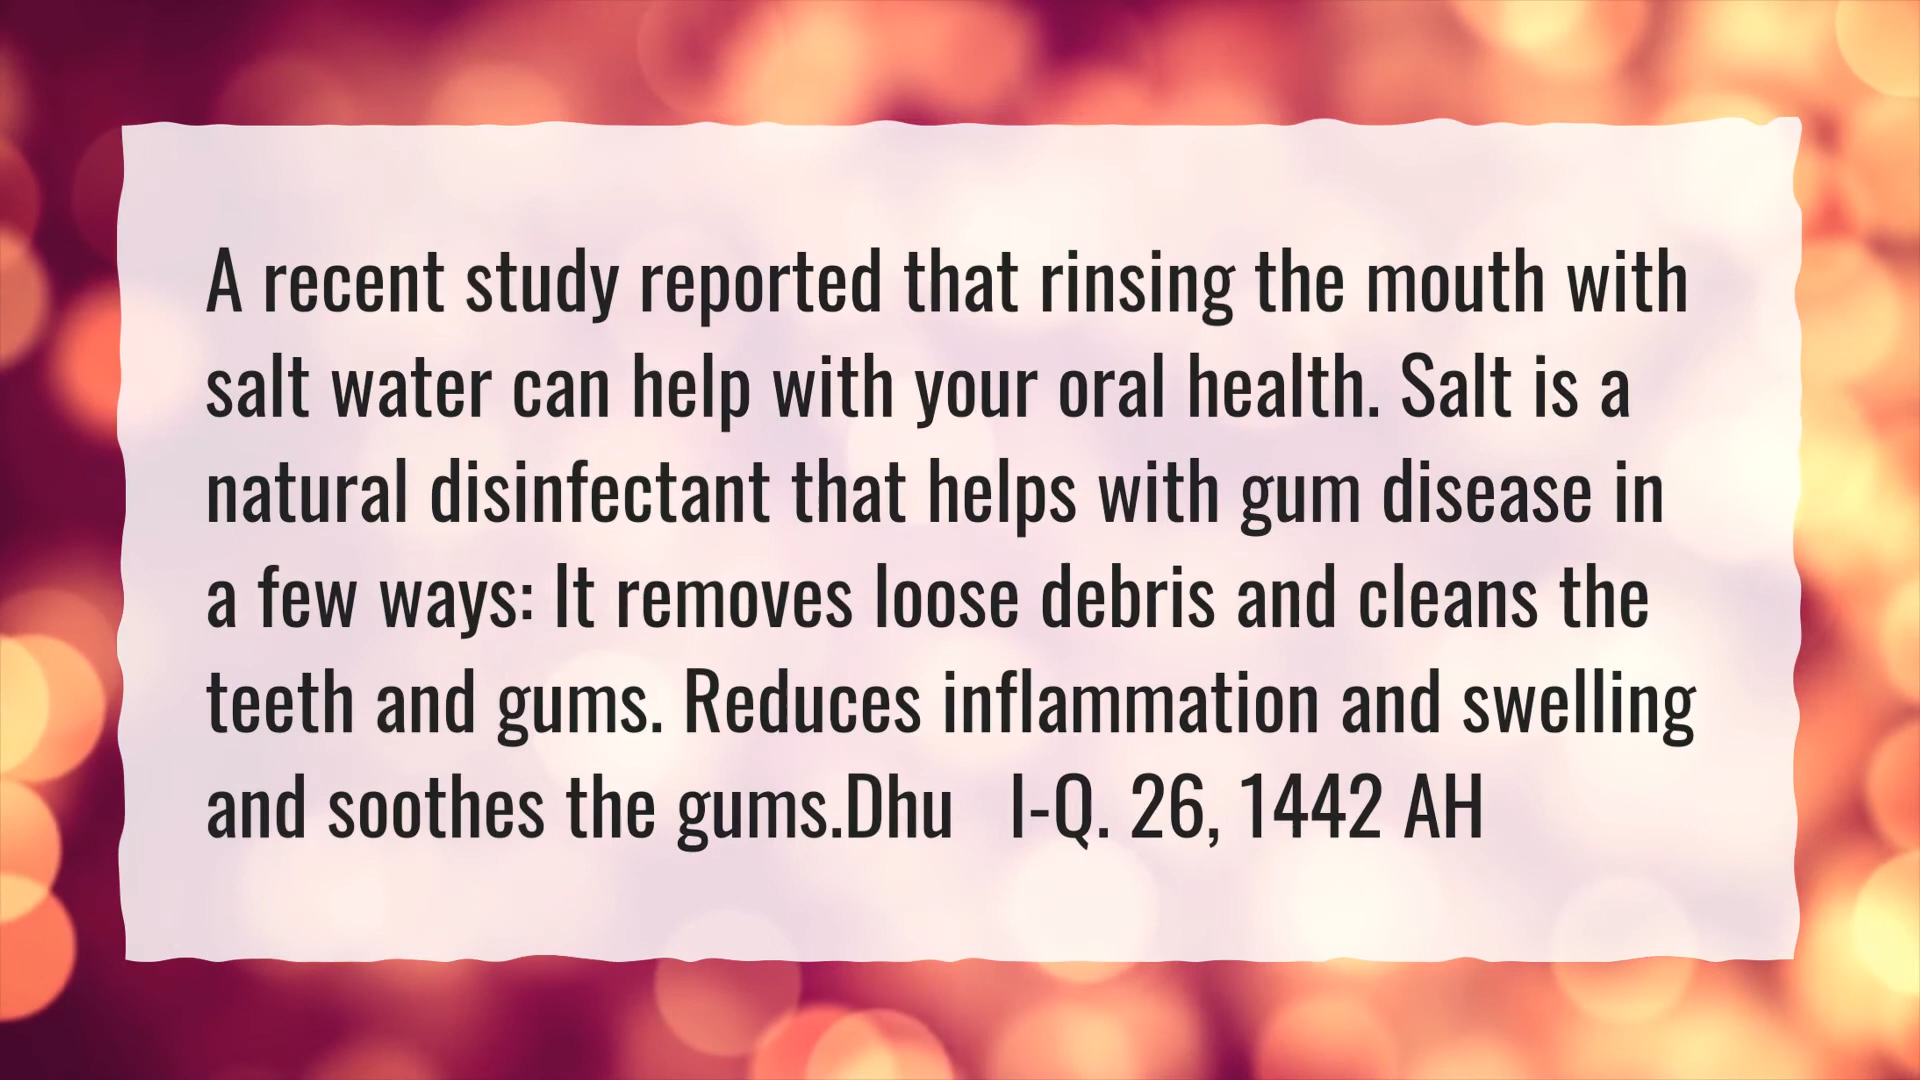 A recent study reported that rinsing the mouth with
salt water can help with your oral health. Salt is a
natural disinfectant that helps with gum disease in
a few ways: It removes loose debris and cleans the
teeth and gums. Reduces inflammation and swelling
and soothes the gums.Dhu   I-Q. 26, 1442 AH